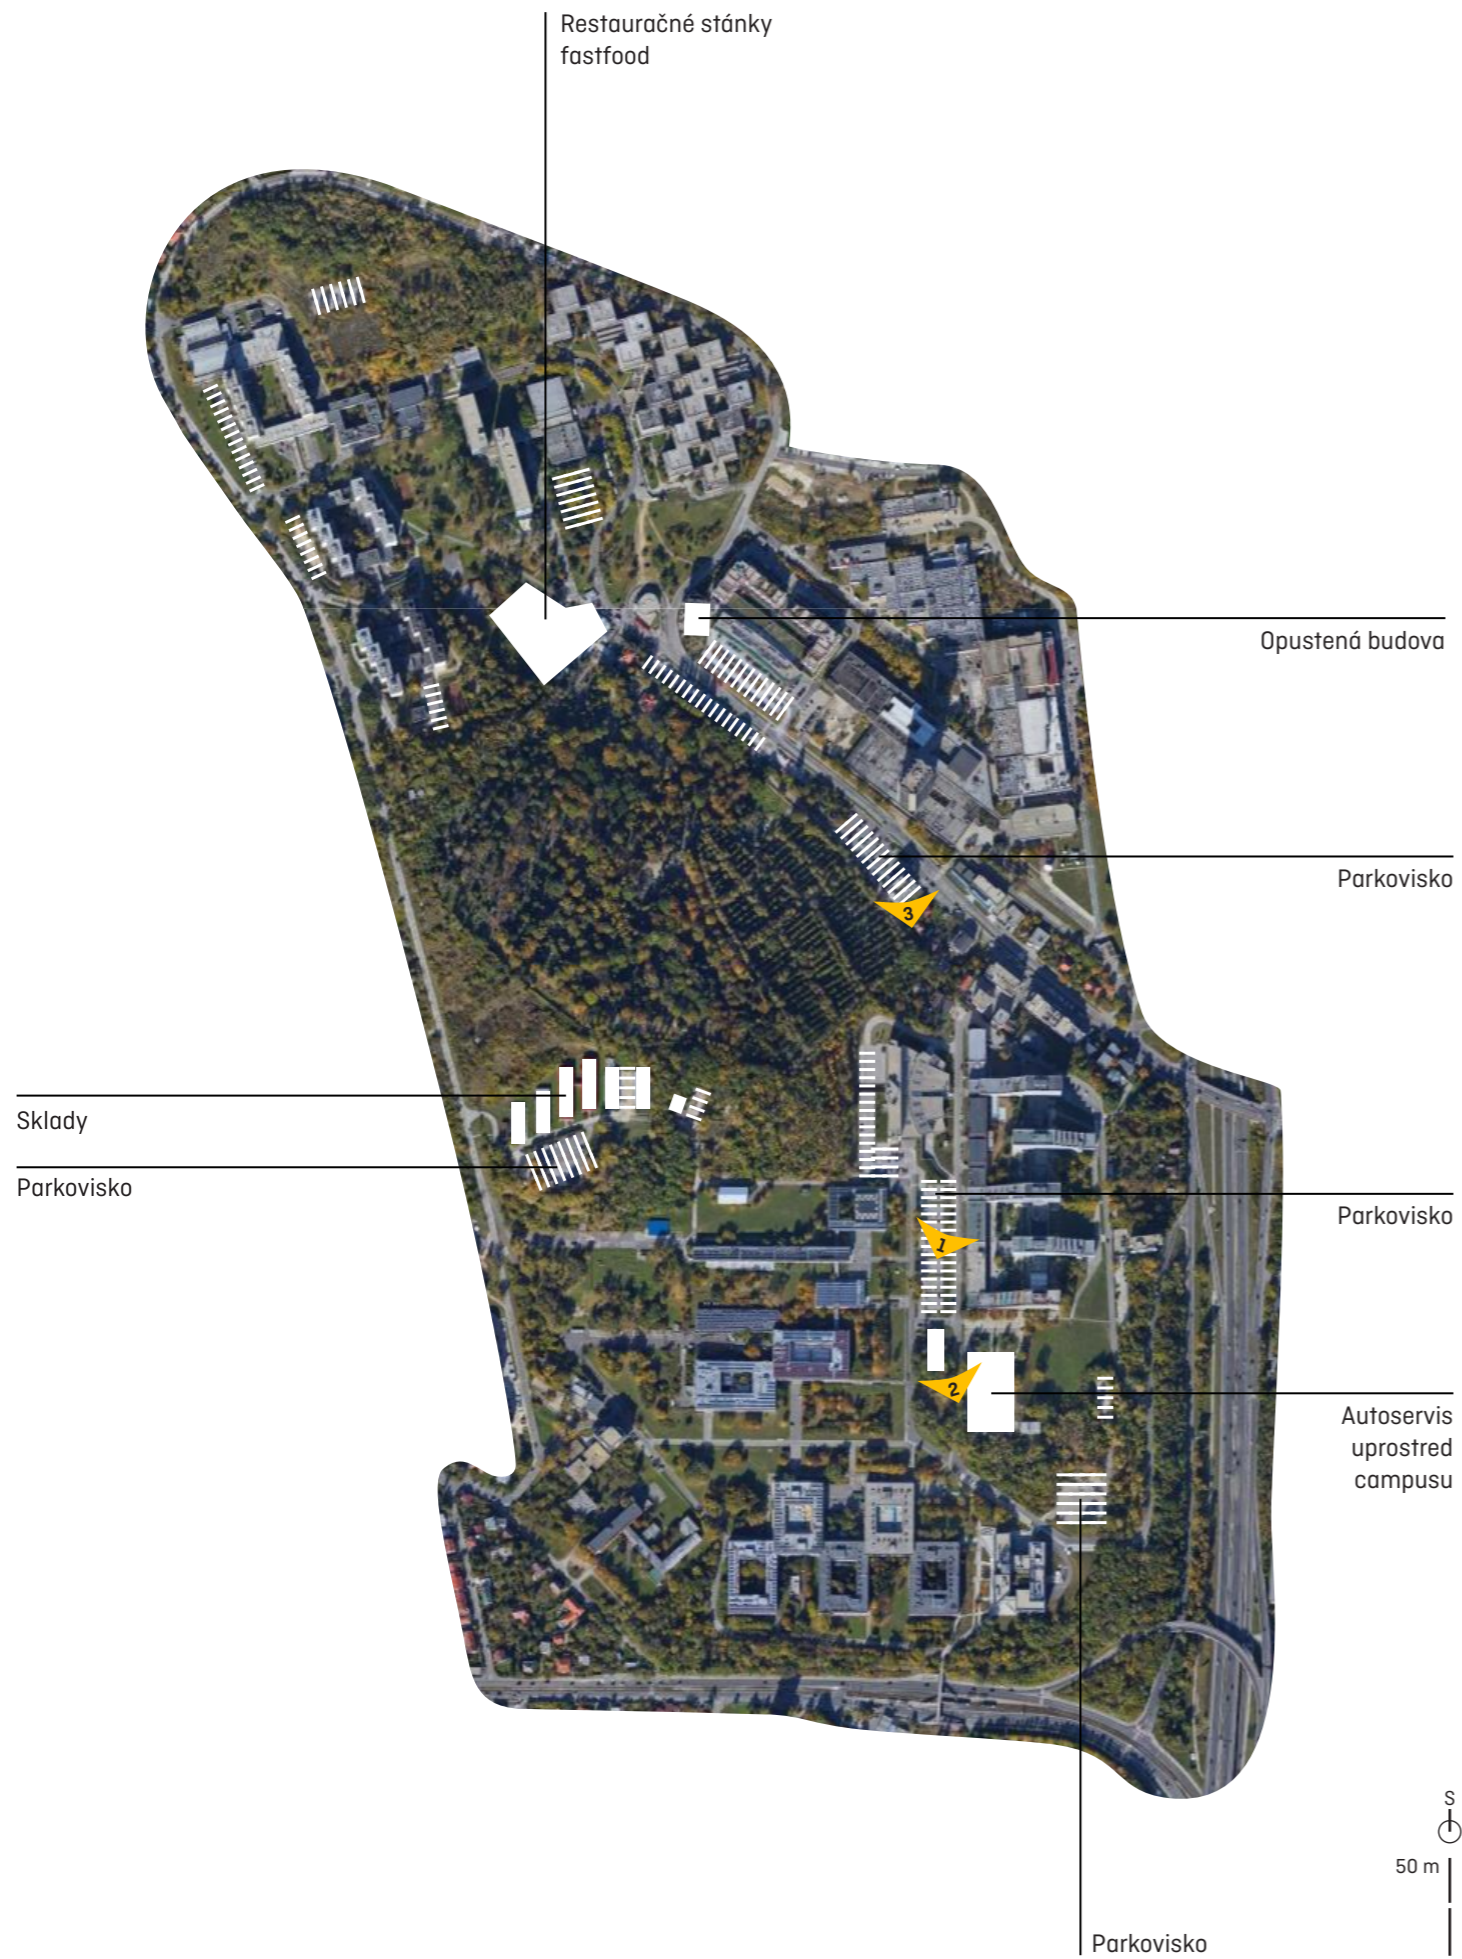 Restauračné stánky
fastfood
Opustená budova
Parkovisko
3
Sklady
Parkovisko
Parkovisko
1
2
Autoservis
uprostred
campusu
S
50 m
Parkovisko